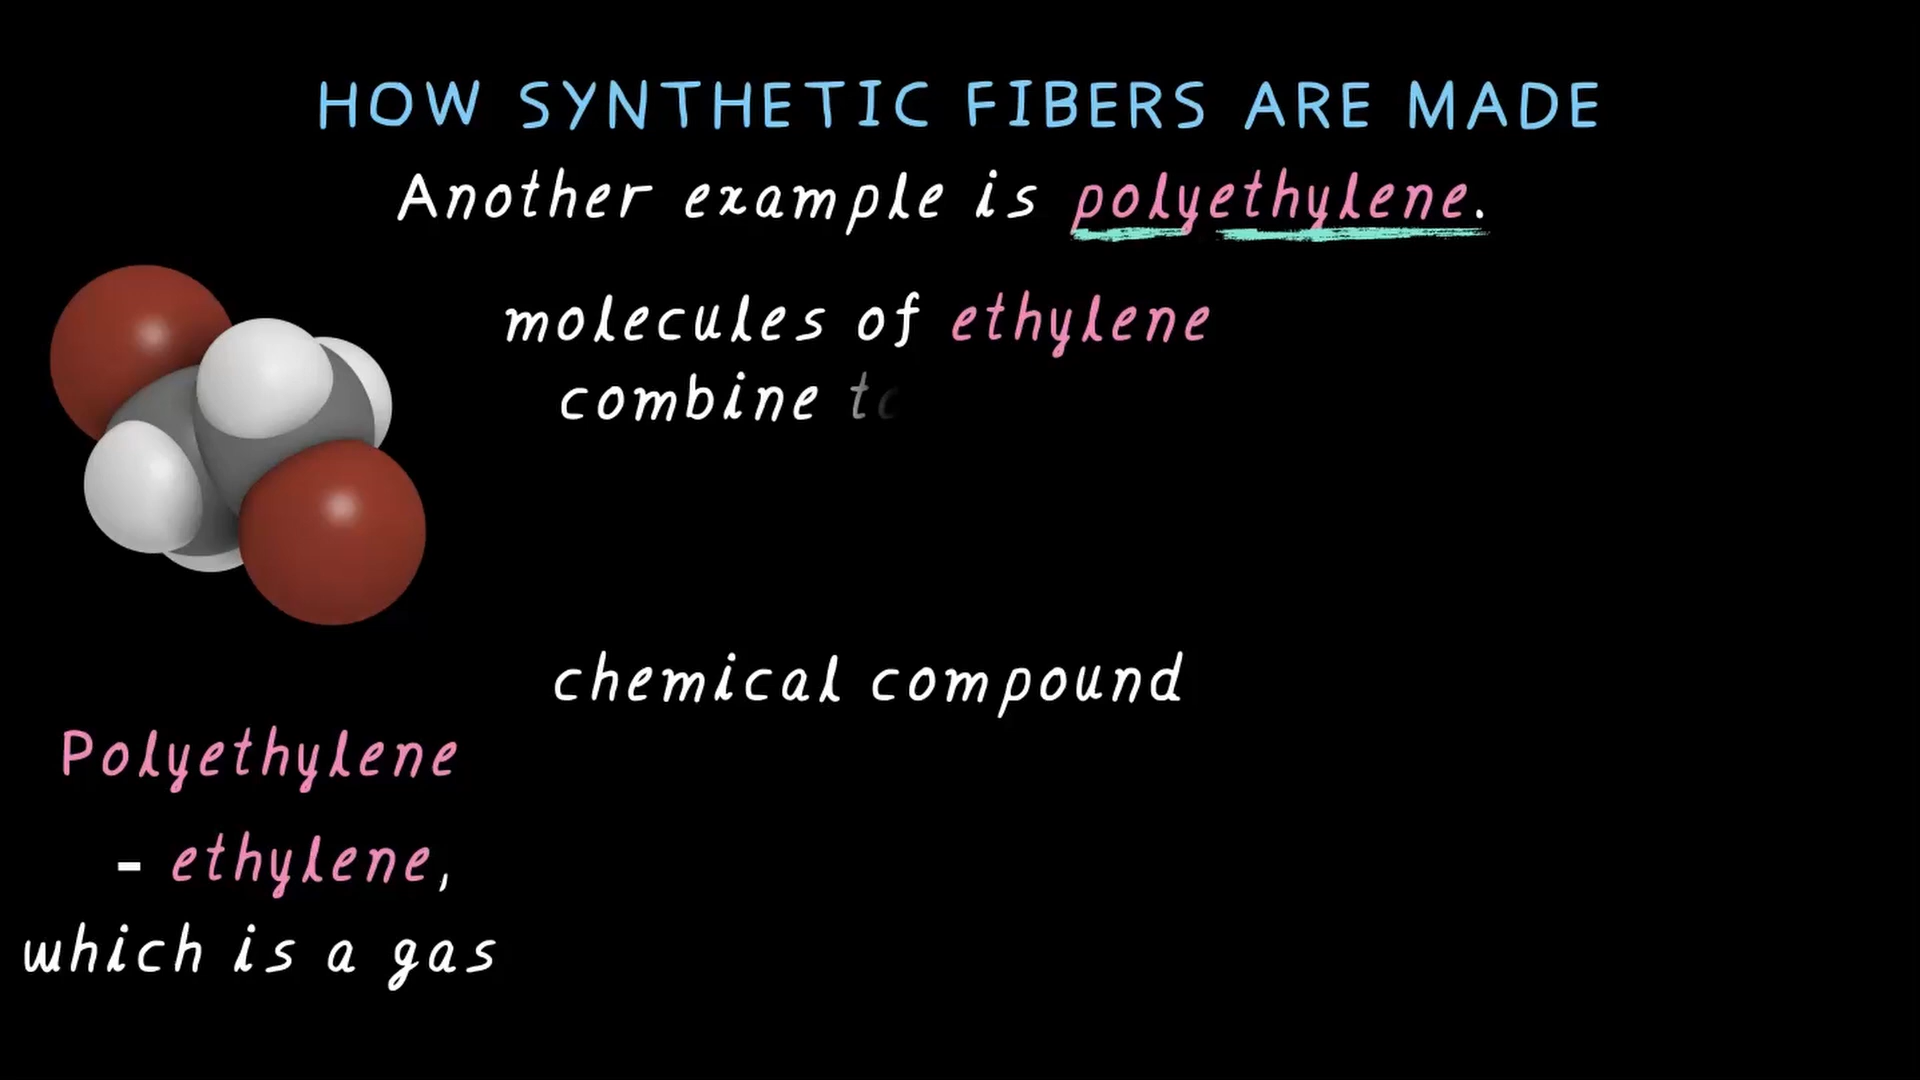 HOW SYNTHETIC FIBERS ARE MADE
Another example is polyethylene.
molecules of ethylene
combine
chemical compound
Polyethylene
- ethylene,
which is a gas